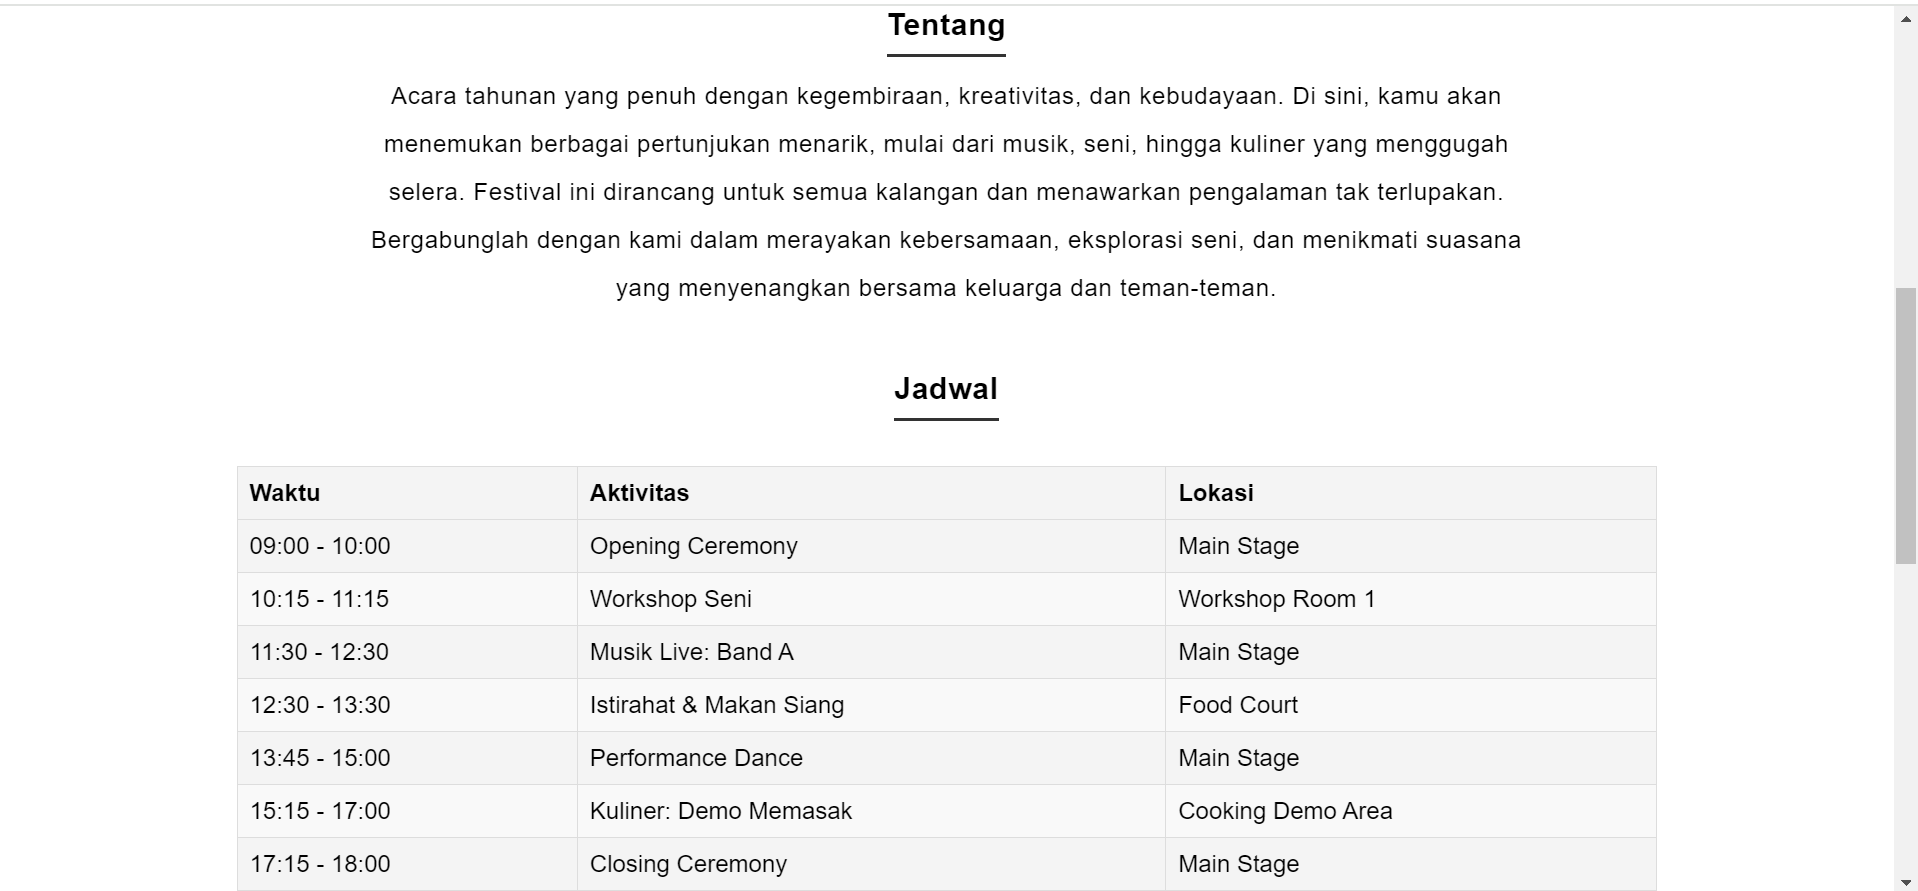 Tentang
Acara tahunan yang penuh dengan kegembiraan, kreativitas, dan kebudayaan. Di sini, kamu akan
menemukan berbagai pertunjukan menarik, mulai dari musik, seni, hingga kuliner yang menggugah
selera. Festival ini dirancang untuk semua kalangan dan menawarkan pengalaman tak terlupakan.
Bergabunglah dengan kami dalam merayakan kebersamaan, eksplorasi seni, dan menikmati suasana
yang menyenangkan bersama keluarga dan teman-teman.
Jadwal
Waktu Aktivitas Lokasi
09:00 - 10:00 Opening Ceremony Main Stage
10:15 - 11:15 Workshop Seni Workshop Room 1
11:30 - 12:30 Musik Live: Band A Main Stage
12:30 - 13:30 Istirahat & Makan Siang Food Court
13:45 - 15:00 Performance Dance Main Stage
15:15 - 17:00 Kuliner: Demo Memasak Cooking Demo Area
17:15 - 18:00 Closing Ceremony Main Stage